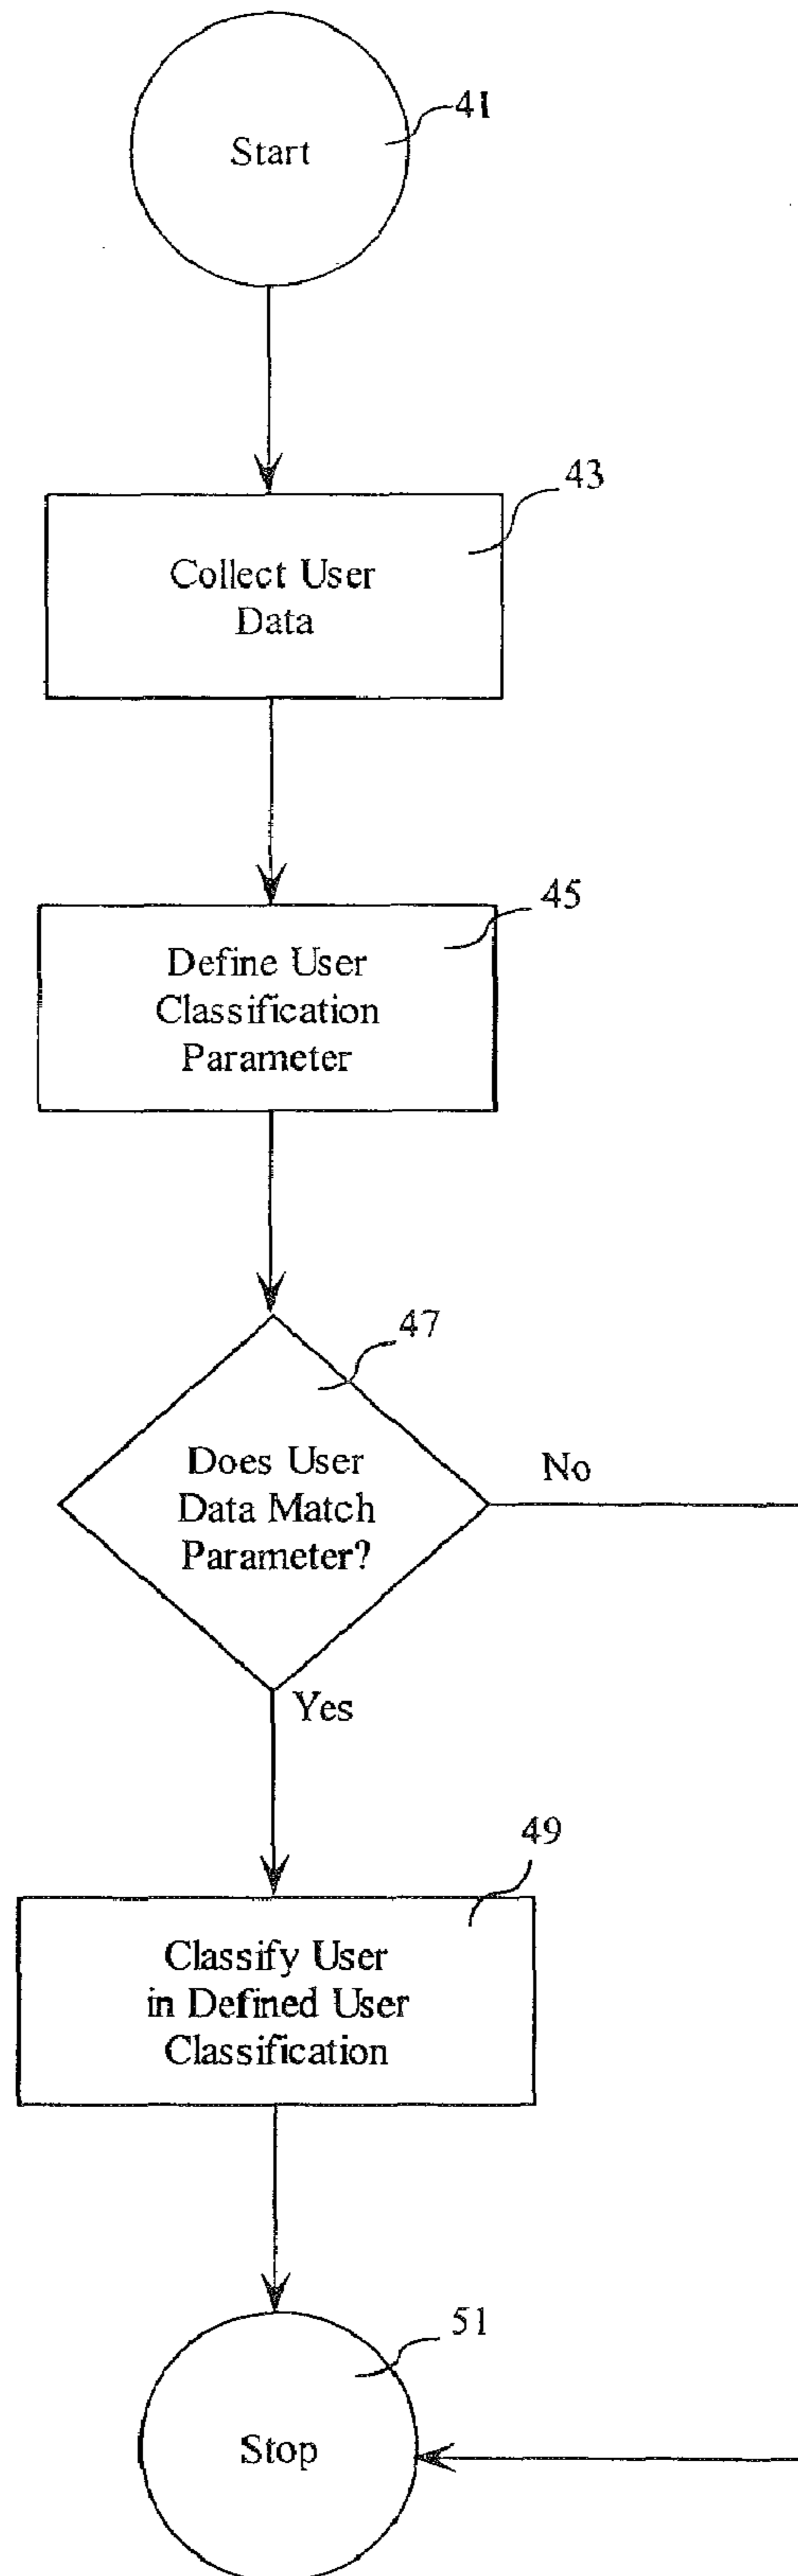 41
Start
43
Collect User
Data
45
Define User
Classification
Parameter
47
Does User
Data Match
Parameter?
No
Yes
49
Classify User
in Defined User
Classification
51
Stop